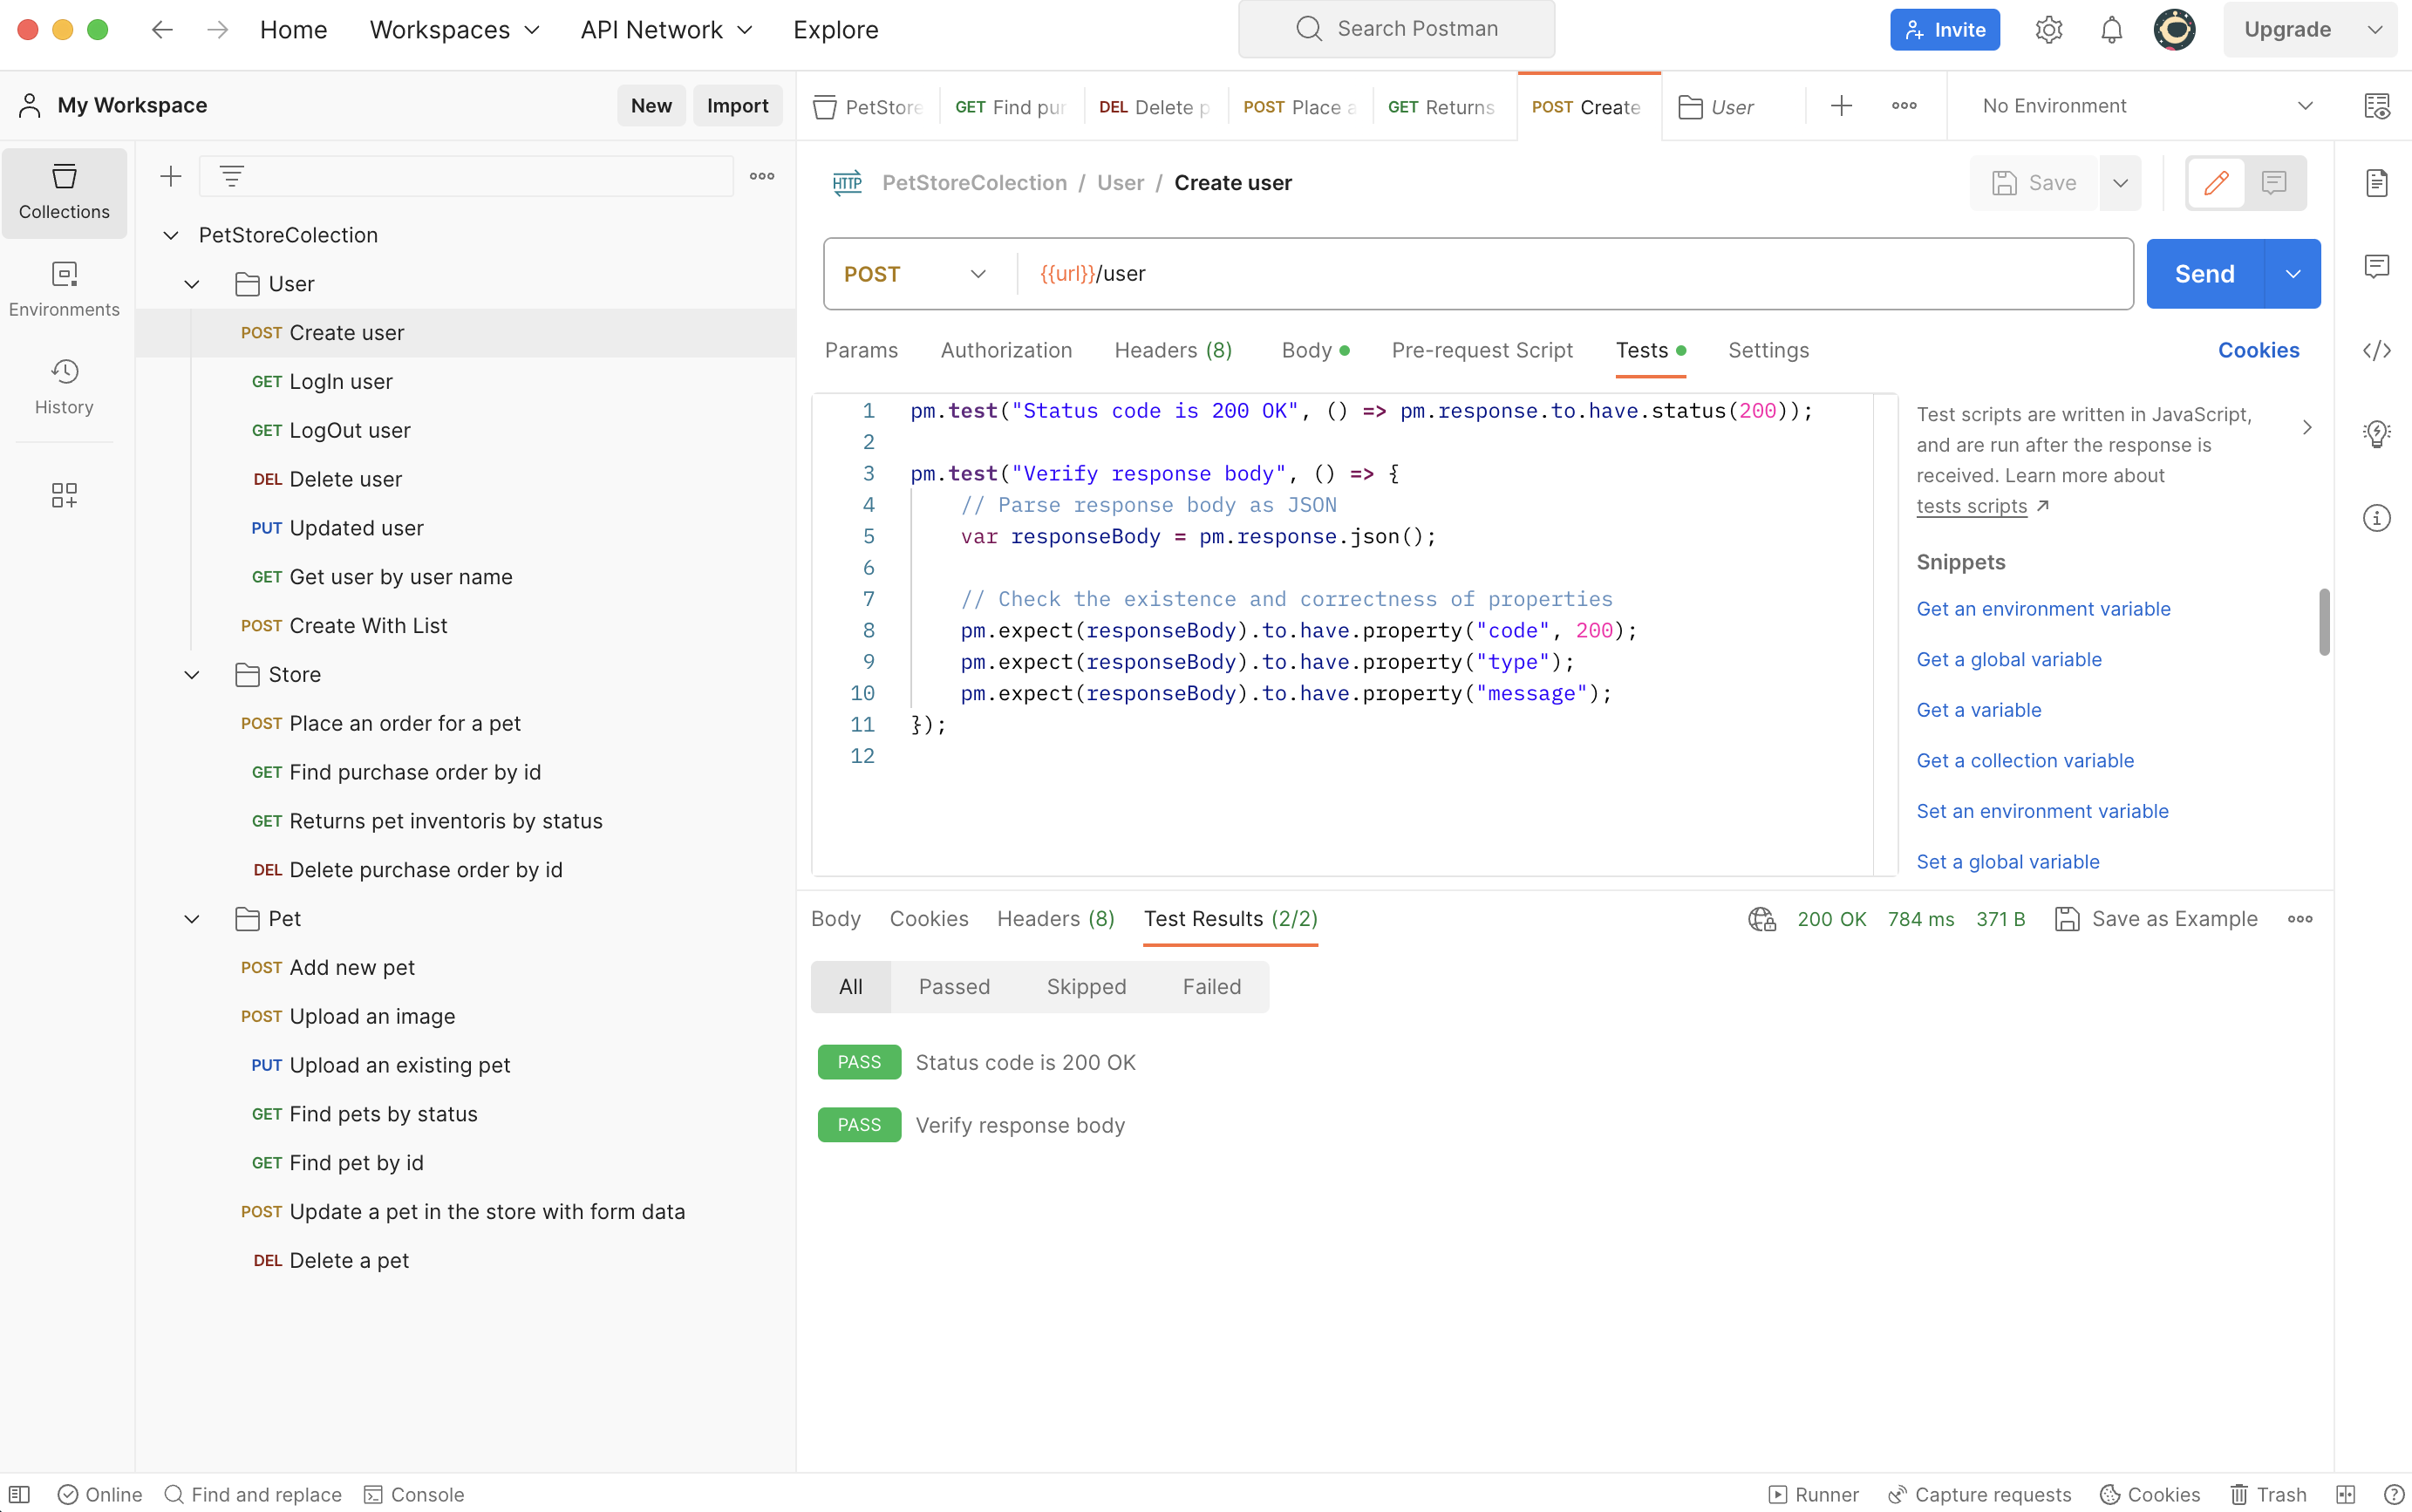 Home Workspaces API Network Explore Search Postman Invite Upgrade
My Workspace New Import
PetStore GET Find pur DEL Delete p POST Place a GET Returns POST Create User No Environment
Collections
Environments
History
PetStoreColection
User
POST Create user
GET LogIn user
GET LogOut user
DEL Delete user
PUT Updated user
GET Get user by user name
POST Create With List
Store
POST Place an order for a pet
GET Find purchase order by id
GET Returns pet inventoris by status
DEL Delete purchase order by id
Pet
POST Add new pet
POST Upload an image
PUT Upload an existing pet
GET Find pets by status
GET Find pet by id
POST Update a pet in the store with form data
DEL Delete a pet
HTTP PetStoreColection / User / Create user Save
POST {{url}}/user Send
Params Authorization Headers (8) Body Pre-request Script Tests Settings Cookies
1 pm.test("Status code is 200 OK", () => pm.response.to.have.status(200));
2
3 pm.test("Verify response body", () => {
4 // Parse response body as JSON
5 var responseBody = pm.response.json();
6
7 // Check the existence and correctness of properties
8 pm.expect(responseBody).to.have.property("code", 200);
9 pm.expect(responseBody).to.have.property("type");
10 pm.expect(responseBody).to.have.property("message");
11 });
12
Test scripts are written in JavaScript,
and are run after the response is
received. Learn more about
tests scripts
Snippets
Get an environment variable
Get a global variable
Get a variable
Get a collection variable
Set an environment variable
Set a global variable
Body Cookies Headers (8) Test Results (2/2) 200 OK 784 ms 371 B Save as Example
All Passed Skipped Failed
PASS Status code is 200 OK
PASS Verify response body
Online Find and replace Console Runner Capture requests Cookies Trash